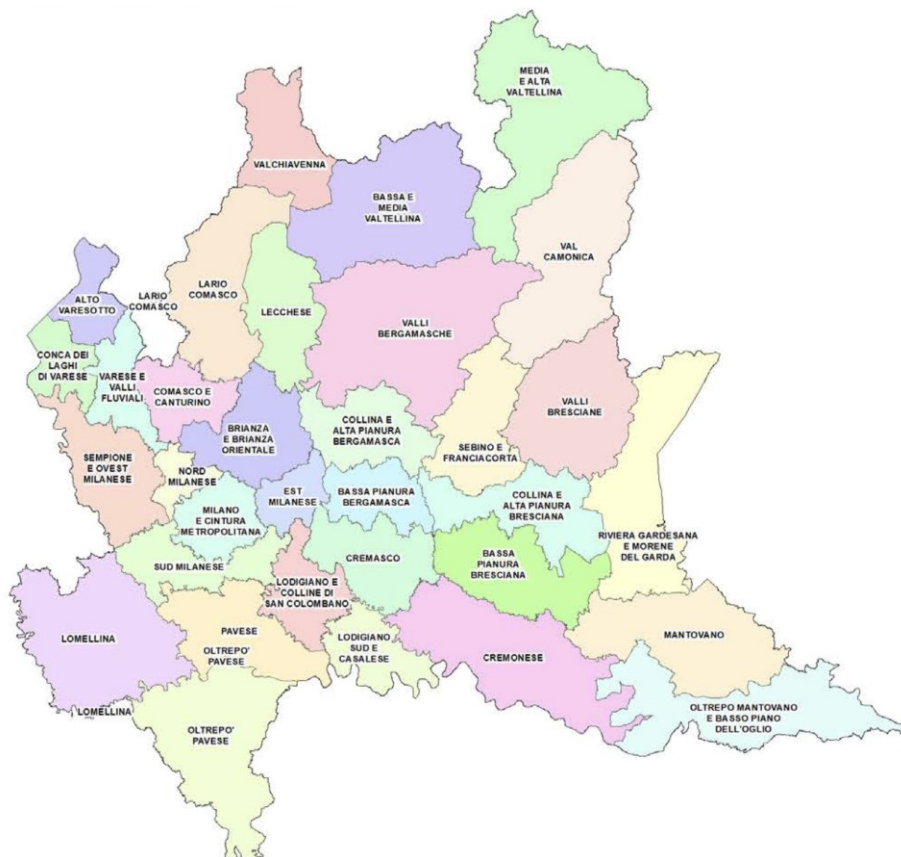 MEDIA
E ALTA
VALTELLINA
VALCHIAVENNA
BASSA E
MEDIA
VALTELLINA
VAL
CAMONICA
LARIO
COMASCO
LARIO
COMASCO
ALTO
VARESOTTO
LECCHESE
VALLI
BERGAMASCHE
CONCA DEI
LAGHI
DI VARESE
VARESE E
VALLI
FLUVIALI
COMASCO E
CANTURINO
VALLI
BRESCIANE
BRIANZA
E BRIANZA
ORIENTALE
COLLINA E
ALTA PIANURA
BERGAMASCA
SEBINO E
FRANCIACORTA
SEMPIONE
E OVEST
MILANESE
NORD
MILANESE
EST
MILANESE
BASSA PIANURA
BERGAMASCA
COLLINA E
ALTA PIANURA
BRESCIANA
MILANO
E CINTURA
METROPOLITANA
RIVIERA GARDESANA
E MORENE
DEL GARDA
SUD MILANESE
CREMASCO
BASSA
PIANURA
BRESCIANA
LODIGIANO E
COLLINE DI
SAN COLOMBANO
LOMELLINA
PAVESE
OLTREPO'
PAVESE
LODIGIANO
SUD E
CASALESE
CREMONESE
MANTOVANO
LOMELLINA
OLTREPO'
PAVESE
OLTREPO MANTOVANO
E BASSO PIANO
DELL'OGLIO